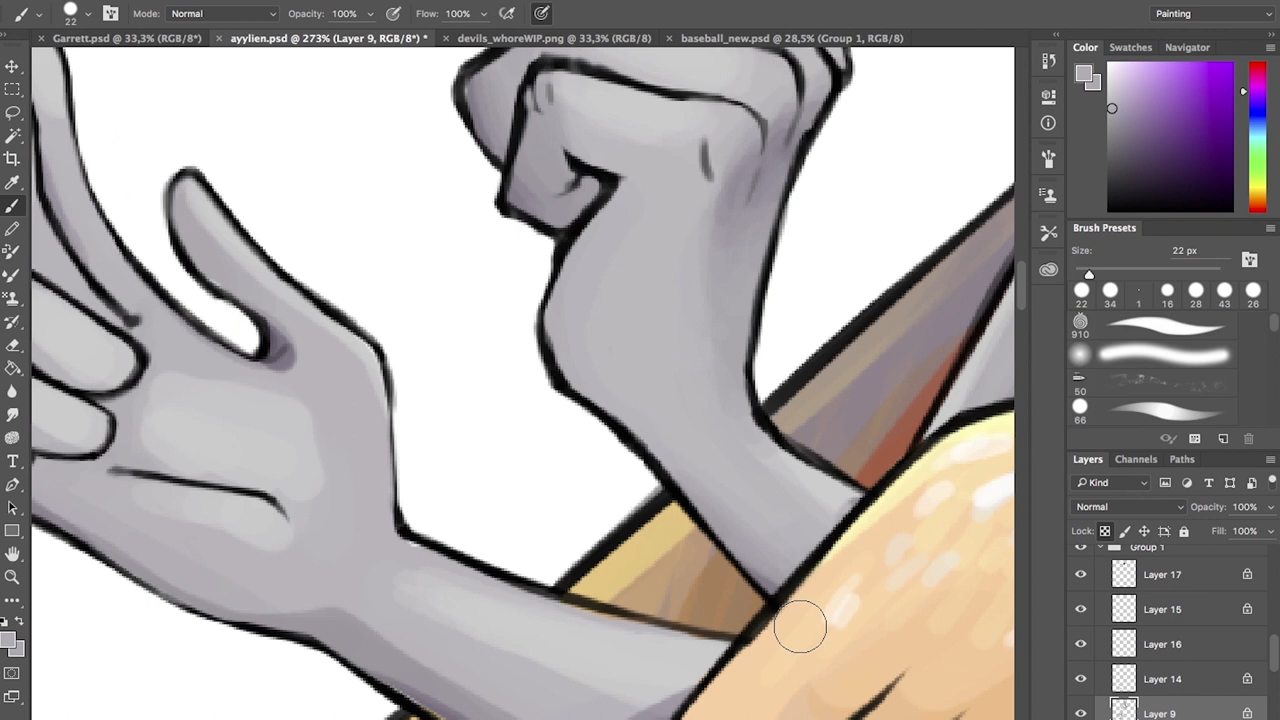 22 Mode: Normal Opacity: 100% Flow: 100% Painting
Garrett.psd @ 33,3% (RGB/8*) ayylien.psd @ 273% (Layer 9, RGB/8*) * devils_whoreWIP.png @ 33,3% (RGB/8) baseball_new.psd @ 28,5% (Group 1, RGB/8)
Color Swatches Navigator
Brush Presets
Size: 22 px
22 34 1 16 28 43 26
910
50
66
Layers Channels Paths
Kind
Normal Opacity: 100%
Lock: Fill: 100%
Group 1
Layer 17
Layer 15
Layer 16
Layer 14
Layer 9